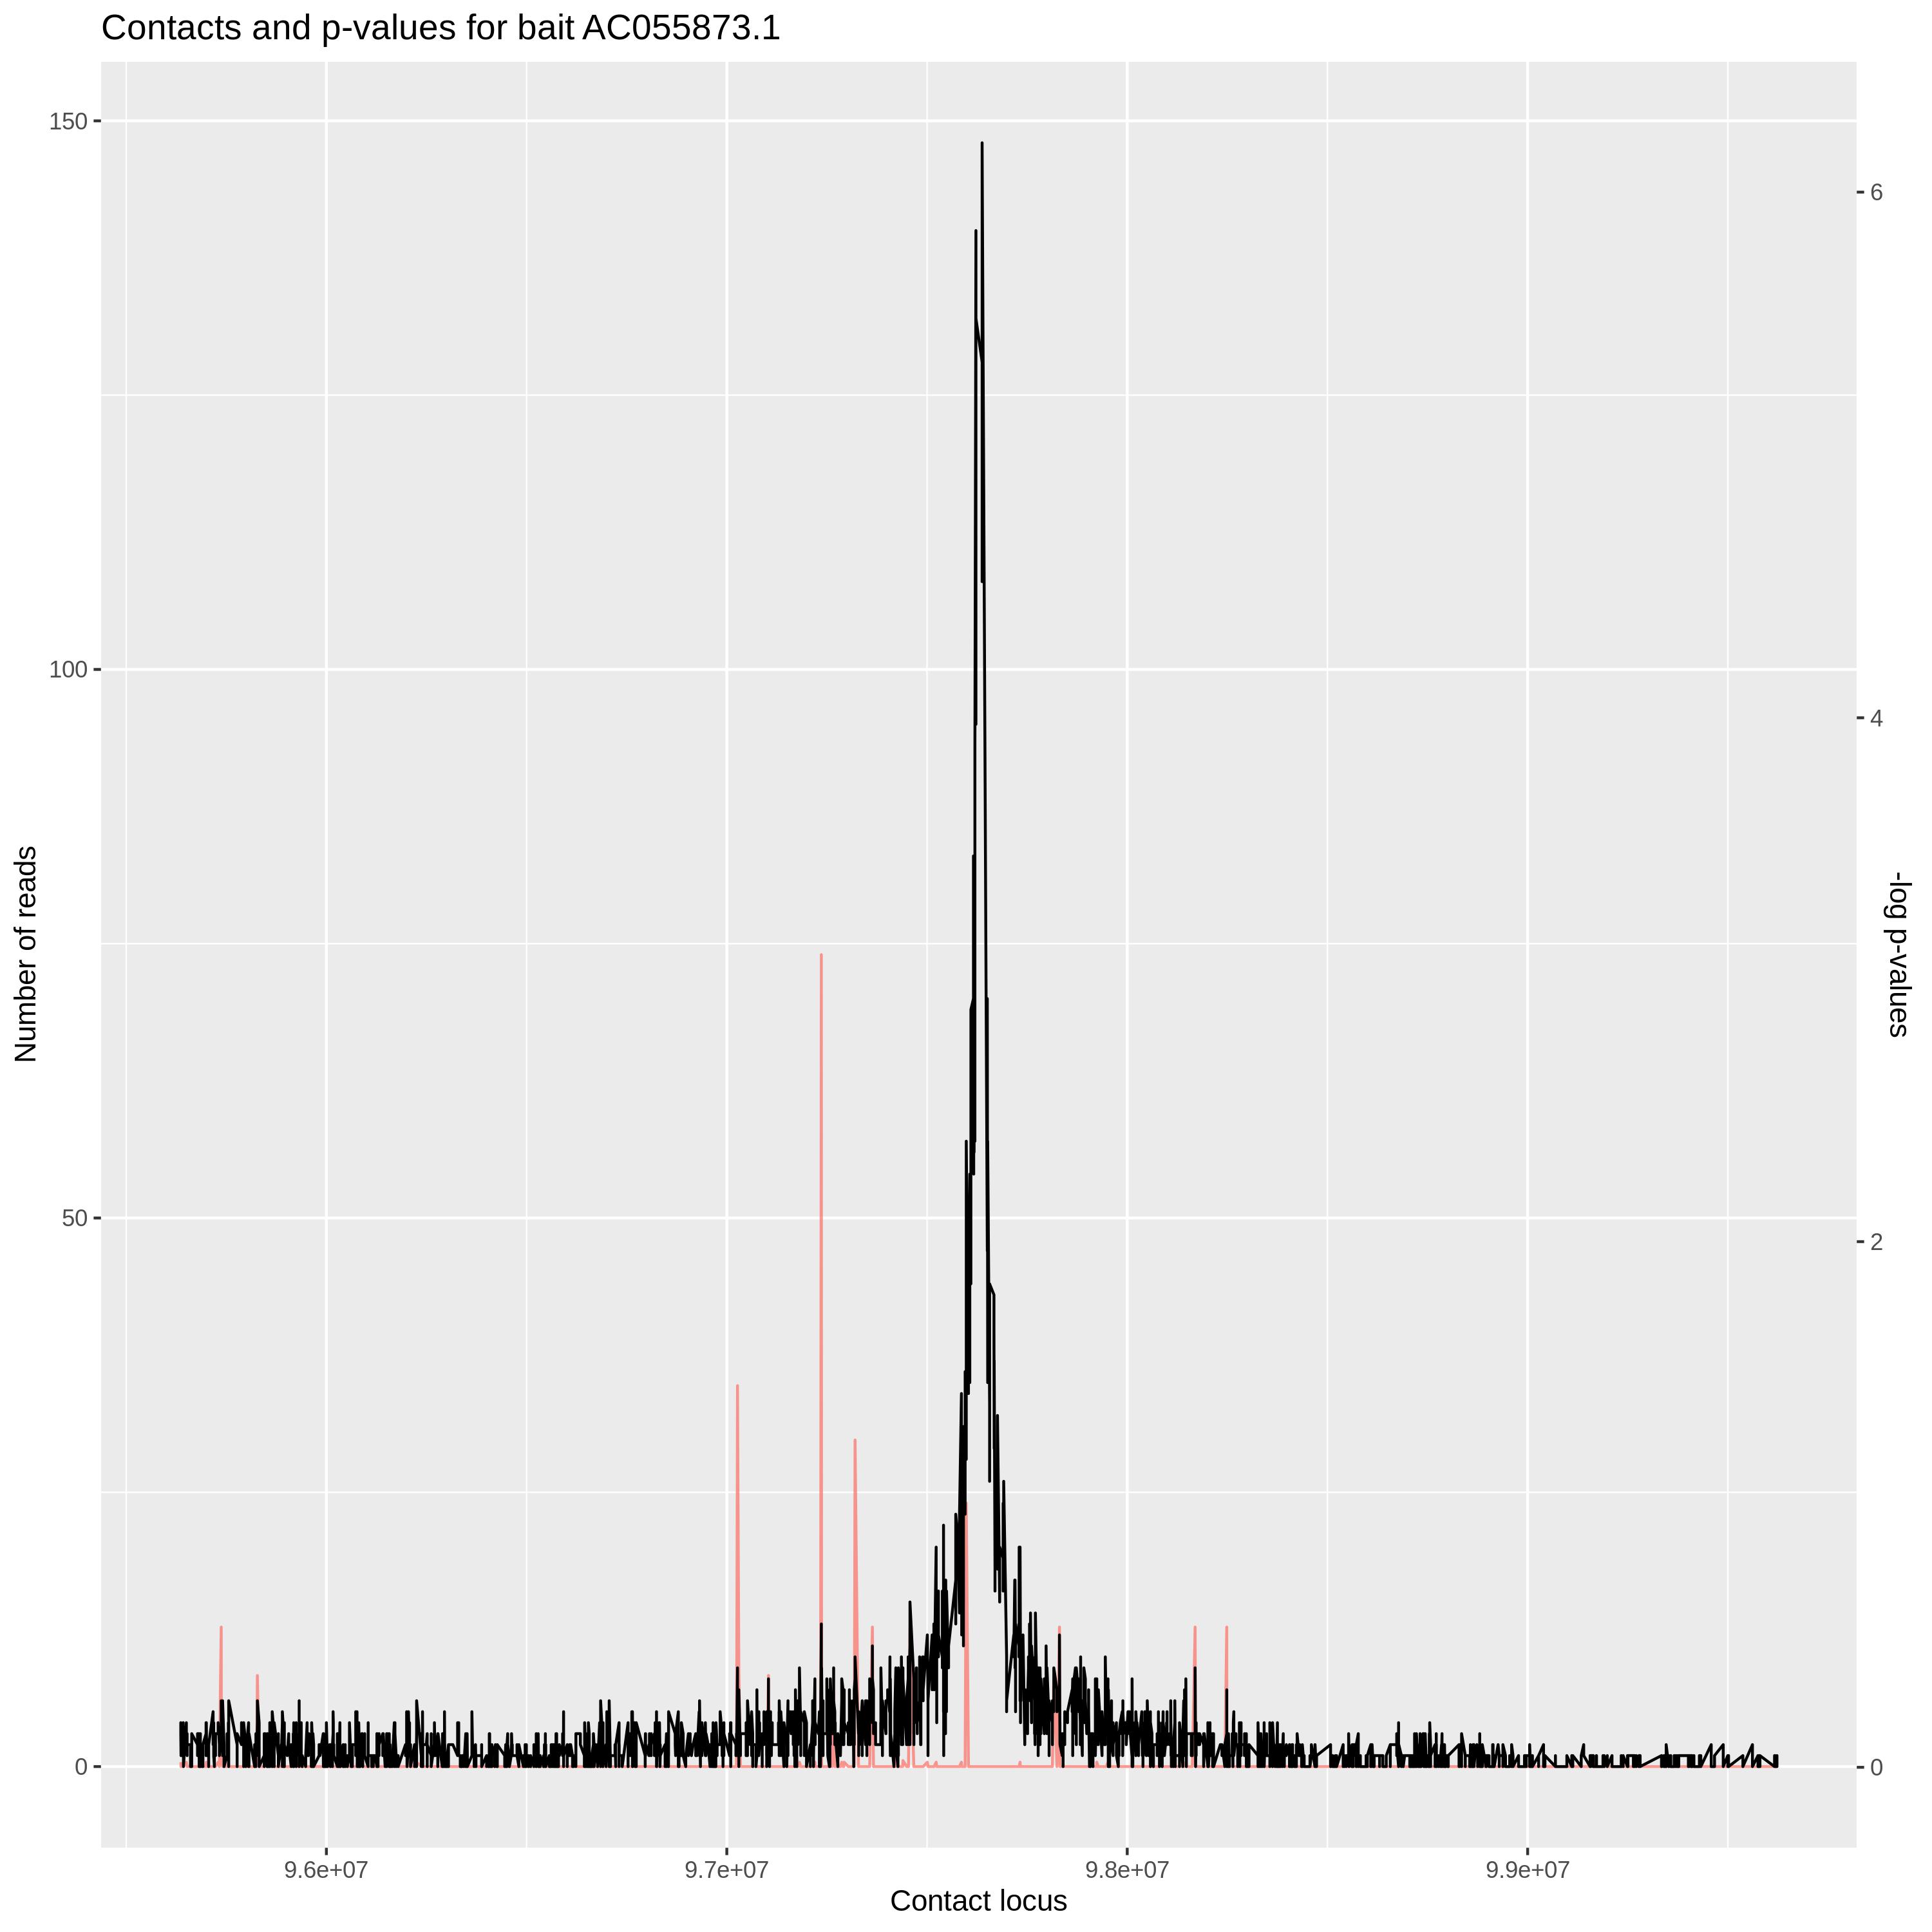 Contacts and p-values for bait AC055873.1
150
100
50
0
Number of reads
6
4
2
0
-log p-values
9.6e+07 9.7e+07 9.8e+07 9.9e+07
Contact locus